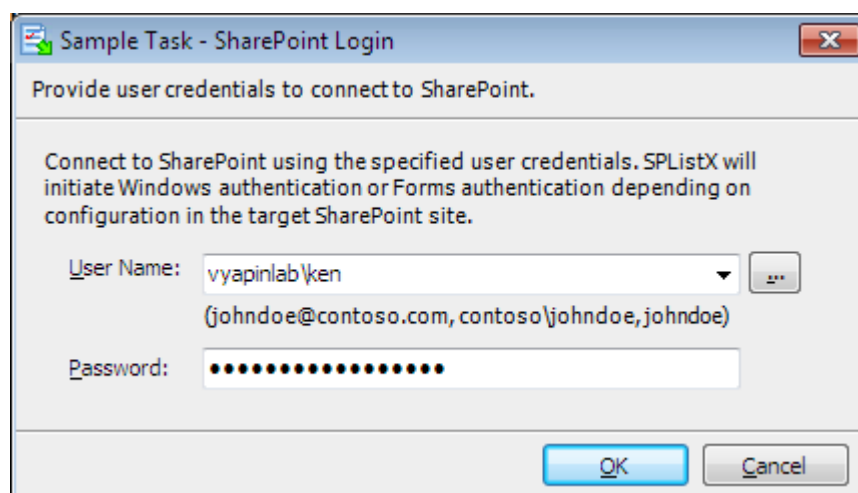 Sample Task - SharePoint Login
Provide user credentials to connect to SharePoint.
Connect to SharePoint using the specified user credentials. SPListX will
initiate Windows authentication or Forms authentication depending on
configuration in the target SharePoint site.
User Name: vyapinlab\ken ...
(johndoe@contoso.com, contoso\johndoe, johndoe)
Password: •••••••••••••••••
OK Cancel